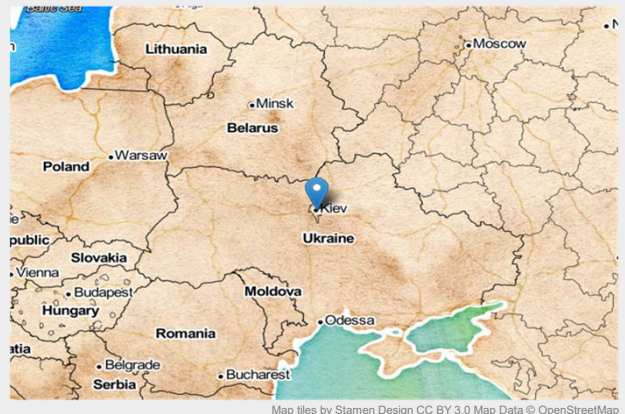 Baltic Sea
Lithuania
Moscow
Minsk
Belarus
Warsaw
Poland
Kiev
Ukraine
public
Slovakia
Vienna
Budapest
Moldova
Hungary
Odessa
Romania
atia
Belgrade
Bucharest
Serbia
Map tiles by Stamen Design CC BY 3.0 Map Data © OpenStreetMap